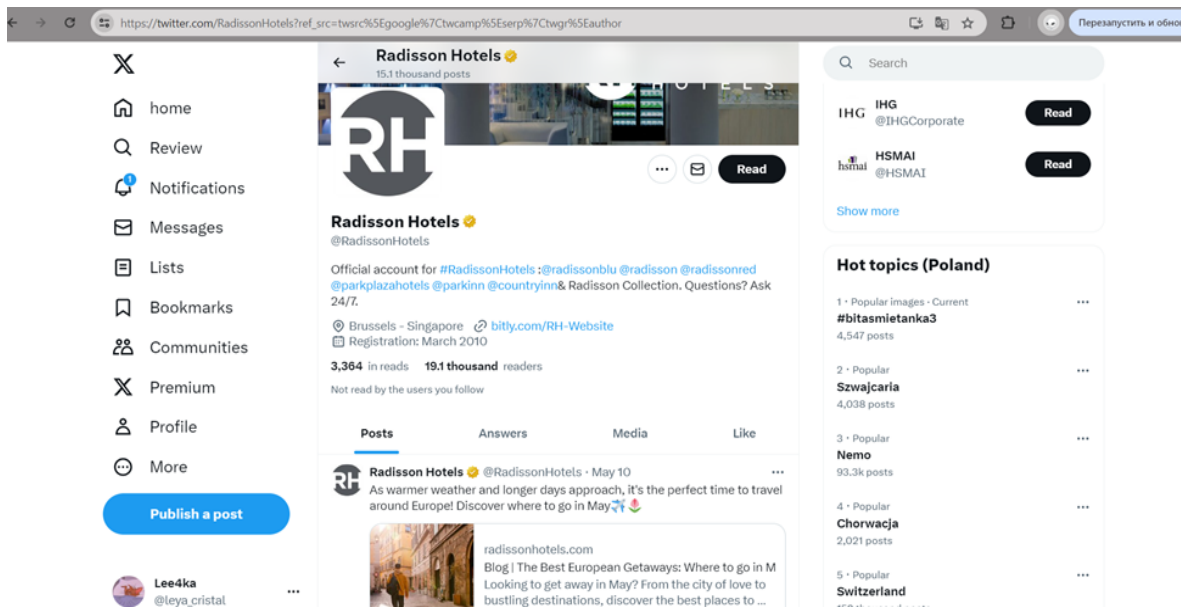 https://twitter.com/RadissonHotels?ref_src=twsrc%5Egoogle%7Ctwcamp%5Eserp%7Ctwgr%5Eauthor
Перезапустить и обнов
home
Review
1
Notifications
Messages
Lists
Bookmarks
Communities
Premium
Profile
More
Publish a post
Lee4ka
@leya_cristal
Radisson Hotels
15.1 thousand posts
HOTELS
RH
Read
Radisson Hotels
@RadissonHotels
Official account for #RadissonHotels :@radissonblu @radisson @radissonred
@parkplazahotels @parkinn @countryinn& Radisson Collection. Questions? Ask
24/7.
Brussels - Singapore bitly.com/RH-Website
Registration: March 2010
3,364 in reads 19.1 thousand readers
Not read by the users you follow
Posts Answers Media Like
RH
Radisson Hotels @RadissonHotels · May 10
As warmer weather and longer days approach, it's the perfect time to travel
around Europe! Discover where to go in May✈️🌷
radissonhotels.com
Blog | The Best European Getaways: Where to go in M
Looking to get away in May? From the city of love to
bustling destinations, discover the best places to ...
Search
IHG
IHG
@IHGCorporate
Read
hsmai
HSMAI
@HSMAI
Read
Show more
Hot topics (Poland)
1 · Popular images - Current
#bitasmietanka3
4,547 posts
2 · Popular
Szwajcaria
4,038 posts
3 · Popular
Nemo
93.3k posts
4 · Popular
Chorwacja
2,021 posts
5 · Popular
Switzerland